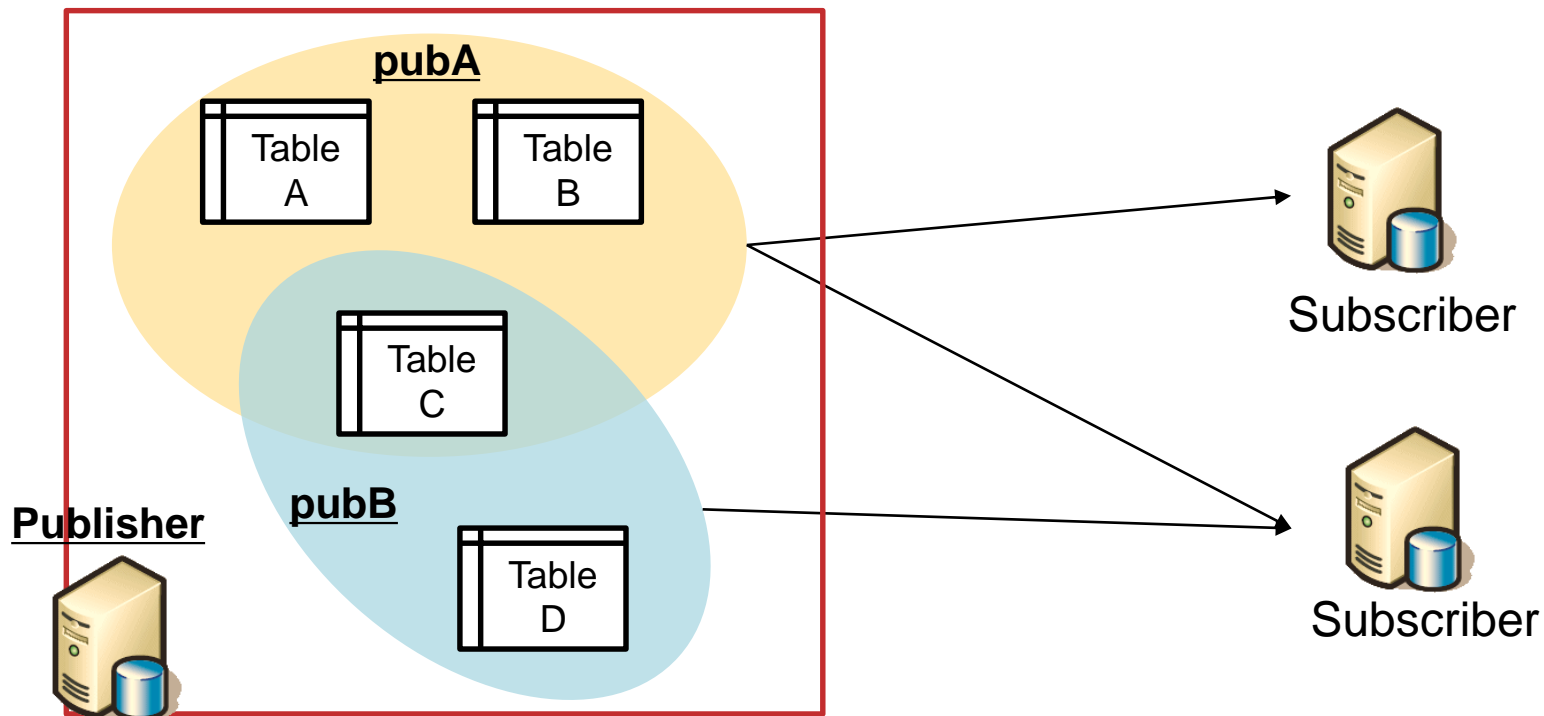 pubA
Table
A
Table
B
Table
C
pubB
Table
D
Publisher
Subscriber
Subscriber